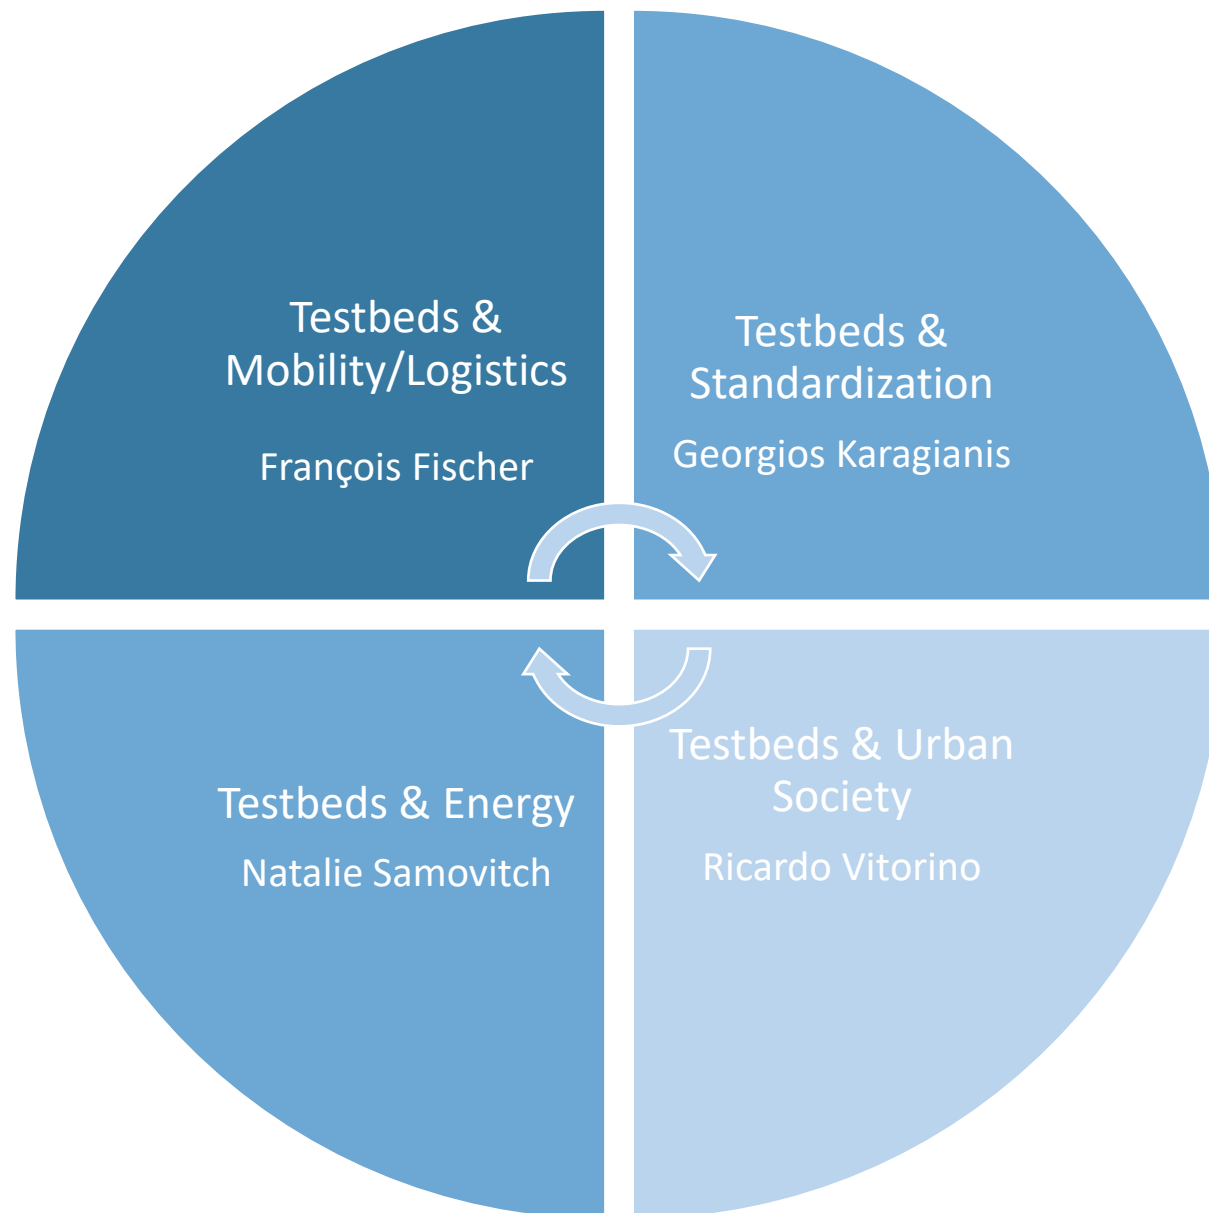 Testbeds &
Mobility/Logistics
François Fischer
Testbeds &
Standardization
Georgios Karagianis
Testbeds & Energy
Natalie Samovitch
Testbeds & Urban
Society
Ricardo Vitorino